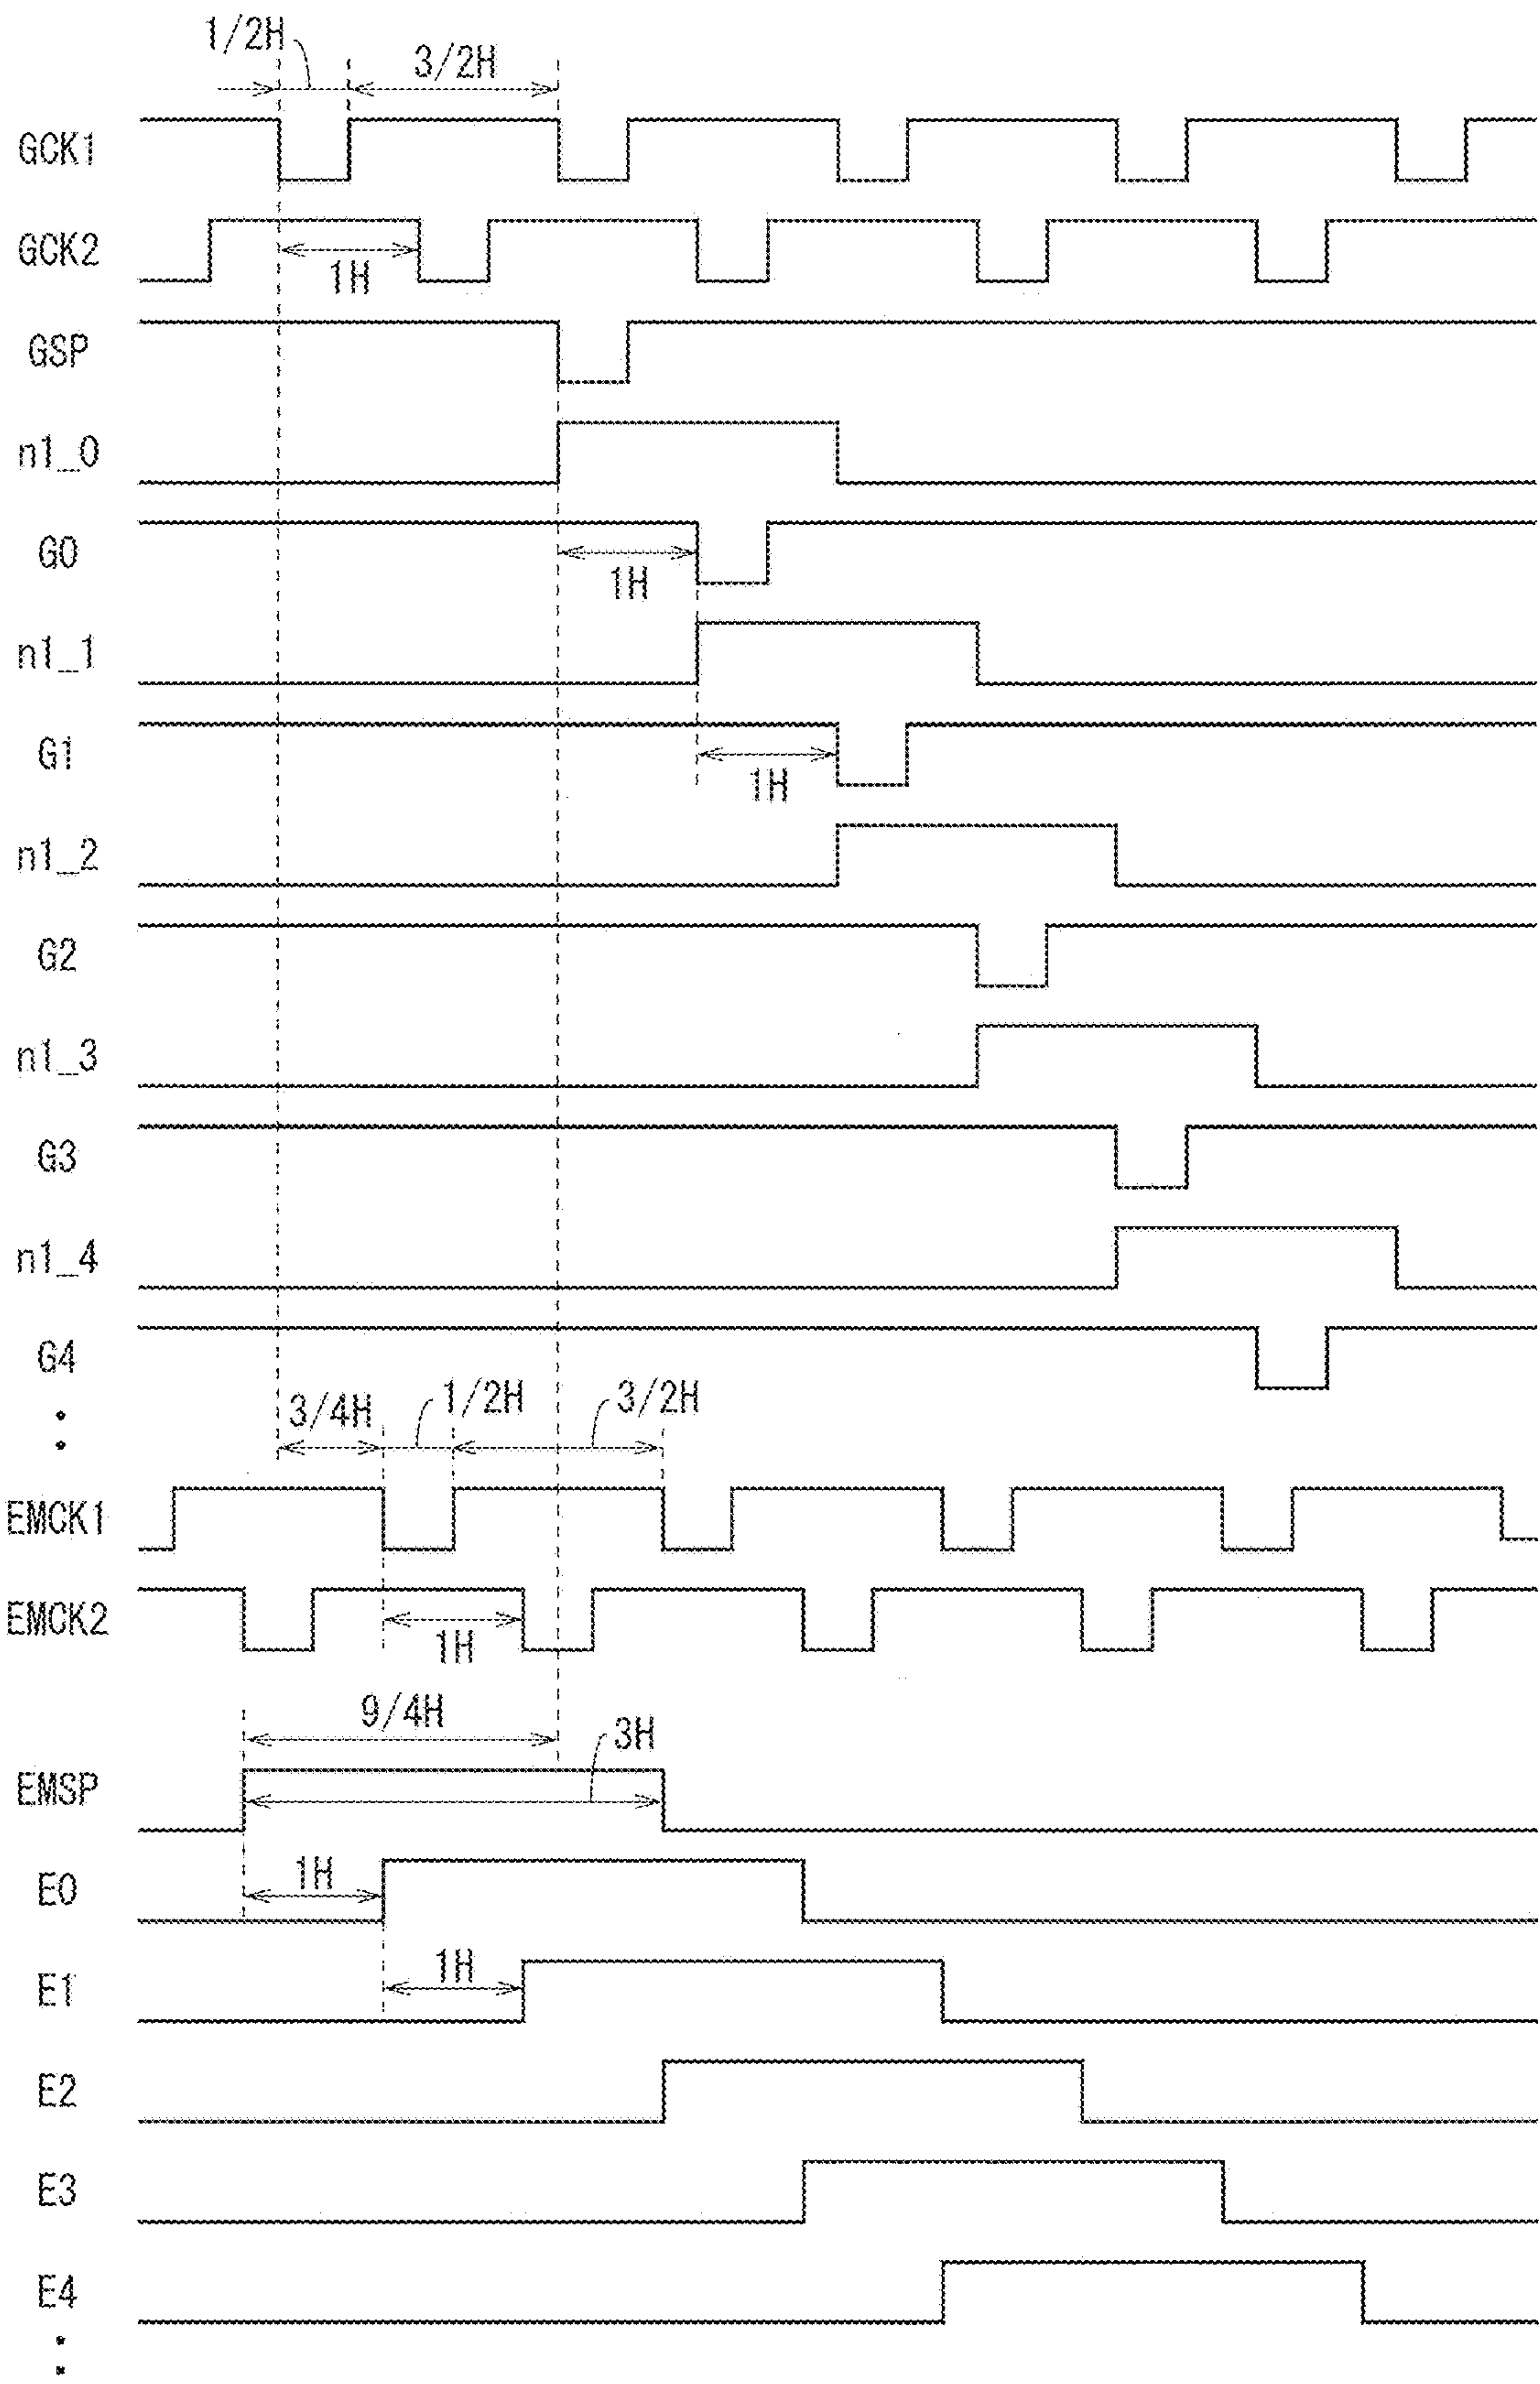 1/2H
3/2H
GCK1
GCK2
1H
GSP
n1_0
G0
1H
n1_1
G1
1H
n1_2
G2
n1_3
G3
n1_4
G4
3/4H
1/2H
3/2H
EMCK1
EMCK2
1H
9/4H
3H
EMSP
E0
1H
E1
1H
E2
E3
E4